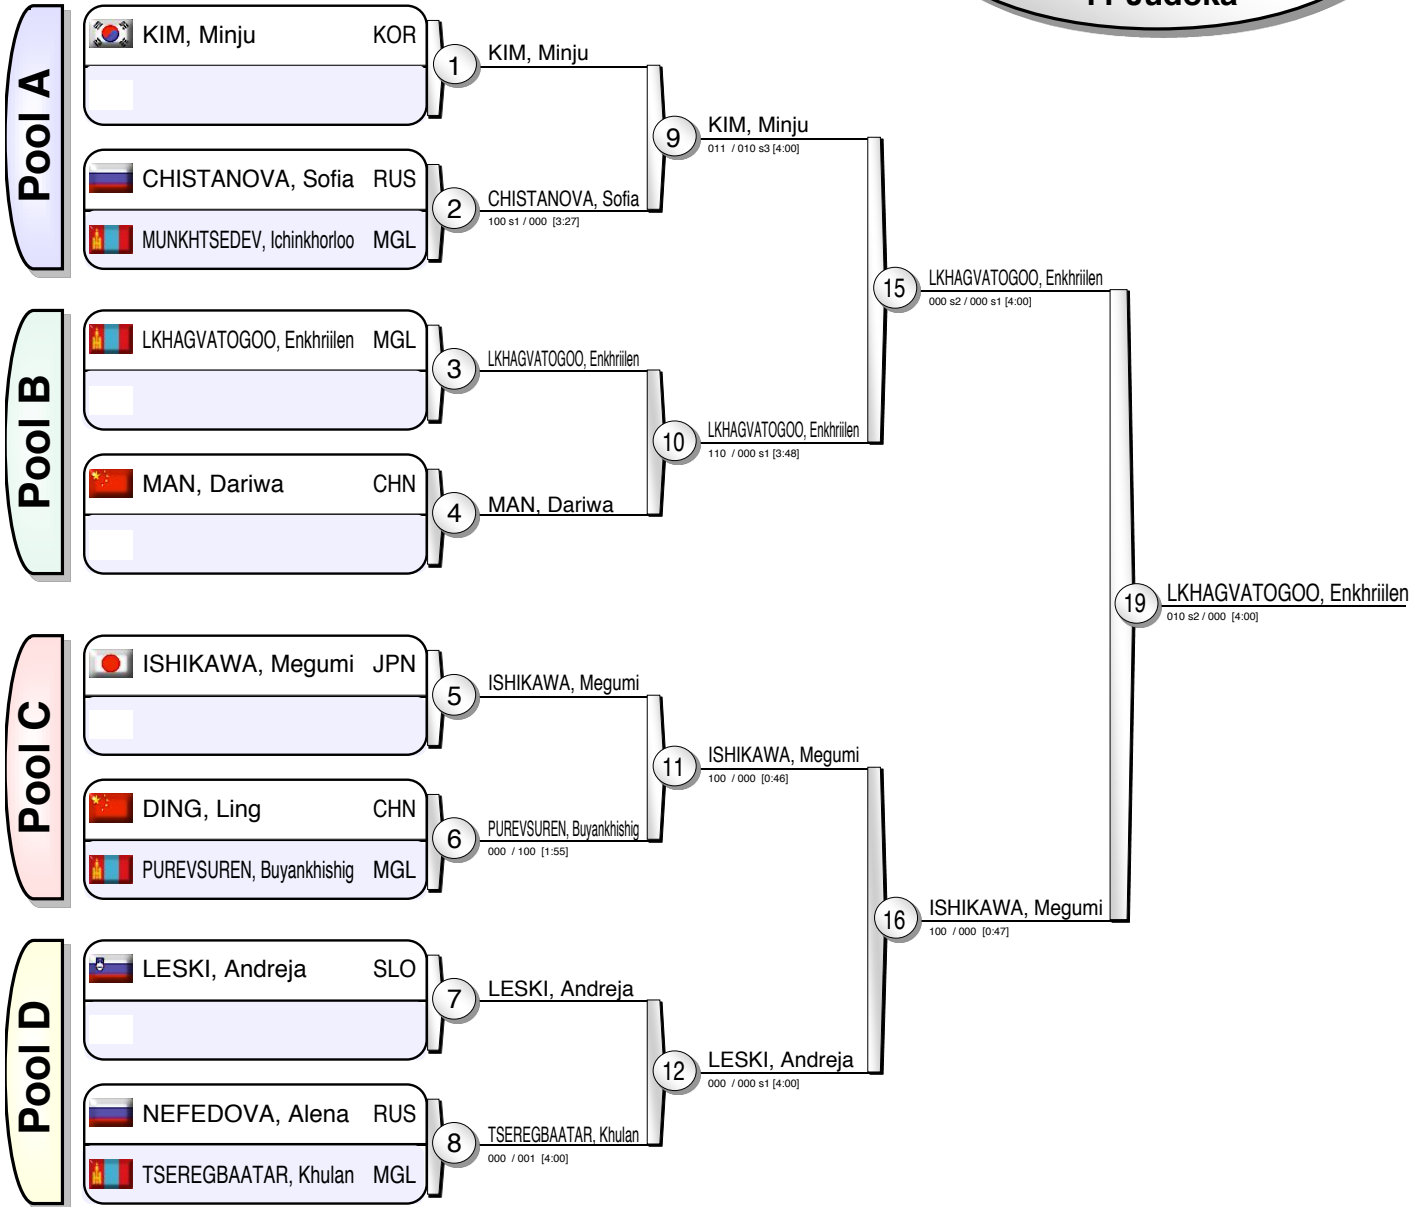 11 Judoka
Pool A
KIM, Minju KOR
1
KIM, Minju
CHISTANOVA, Sofia RUS
MUNKHTSEDEV, Ichinkhorloo MGL
2
CHISTANOVA, Sofia
100 s1 / 000 [3:27]
9
KIM, Minju
011 / 010 s3 [4:00]
Pool B
LKHAGVATOGOO, Enkhriilen MGL
3
LKHAGVATOGOO, Enkhriilen
MAN, Dariwa CHN
4
MAN, Dariwa
10
LKHAGVATOGOO, Enkhriilen
110 / 000 s1 [3:48]
15
LKHAGVATOGOO, Enkhriilen
000 s2 / 000 s1 [4:00]
Pool C
ISHIKAWA, Megumi JPN
5
ISHIKAWA, Megumi
DING, Ling CHN
PUREVSUREN, Buyankhishig MGL
6
PUREVSUREN, Buyankhishig
000 / 100 [1:55]
11
ISHIKAWA, Megumi
100 / 000 [0:46]
Pool D
LESKI, Andreja SLO
7
LESKI, Andreja
NEFEDOVA, Alena RUS
TSEREGBAATAR, Khulan MGL
8
TSEREGBAATAR, Khulan
000 / 001 [4:00]
12
LESKI, Andreja
000 / 000 s1 [4:00]
16
ISHIKAWA, Megumi
100 / 000 [0:47]
19
LKHAGVATOGOO, Enkhriilen
010 s2 / 000 [4:00]